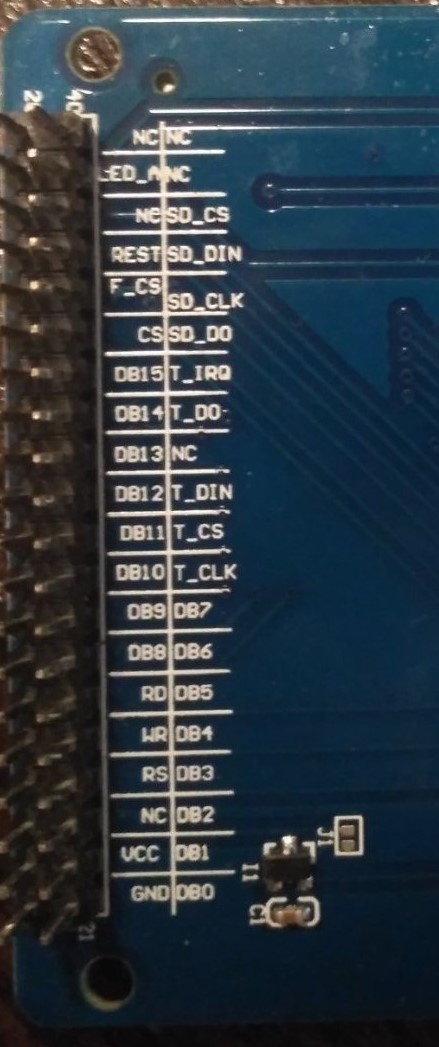 40
NC NC
LED_A NC
NC SD_CS
REST SD_DIN
F_CS SD_CLK
CS SD_DO
DB15 T_IRQ
DB14 T_DO
DB13 NC
DB12 T_DIN
DB11 T_CS
DB10 T_CLK
DB9 DB7
DB8 DB6
RD DB5
WR DB4
RS DB3
NC DB2
VCC DB1
GND DB0
21
J1
I1
C1